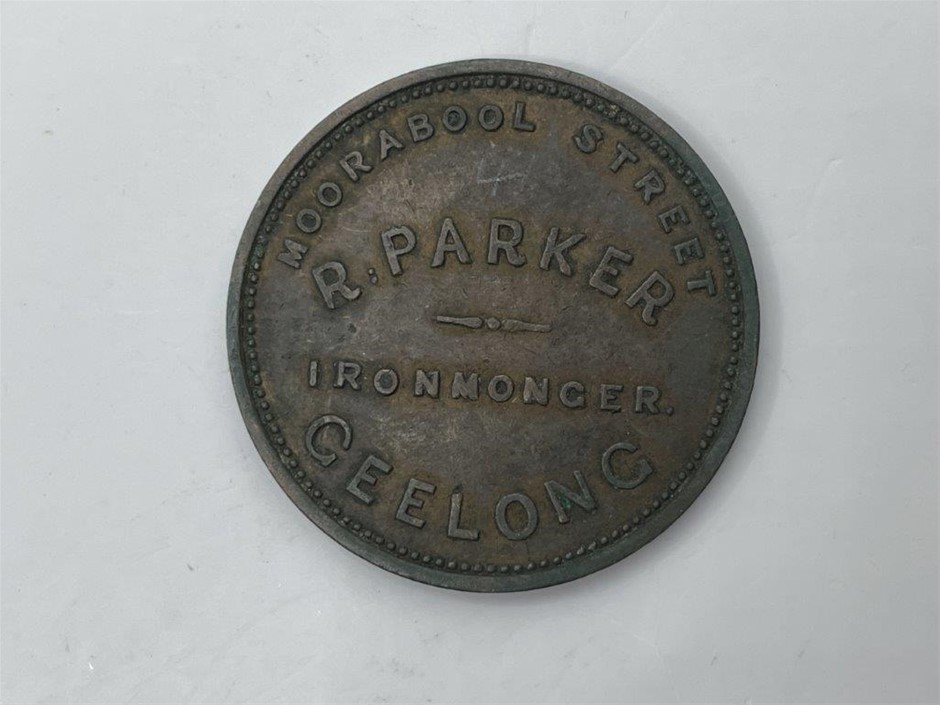 MOORABOOL STREET
R. PARKER
IRONMONGER.
GEELONG